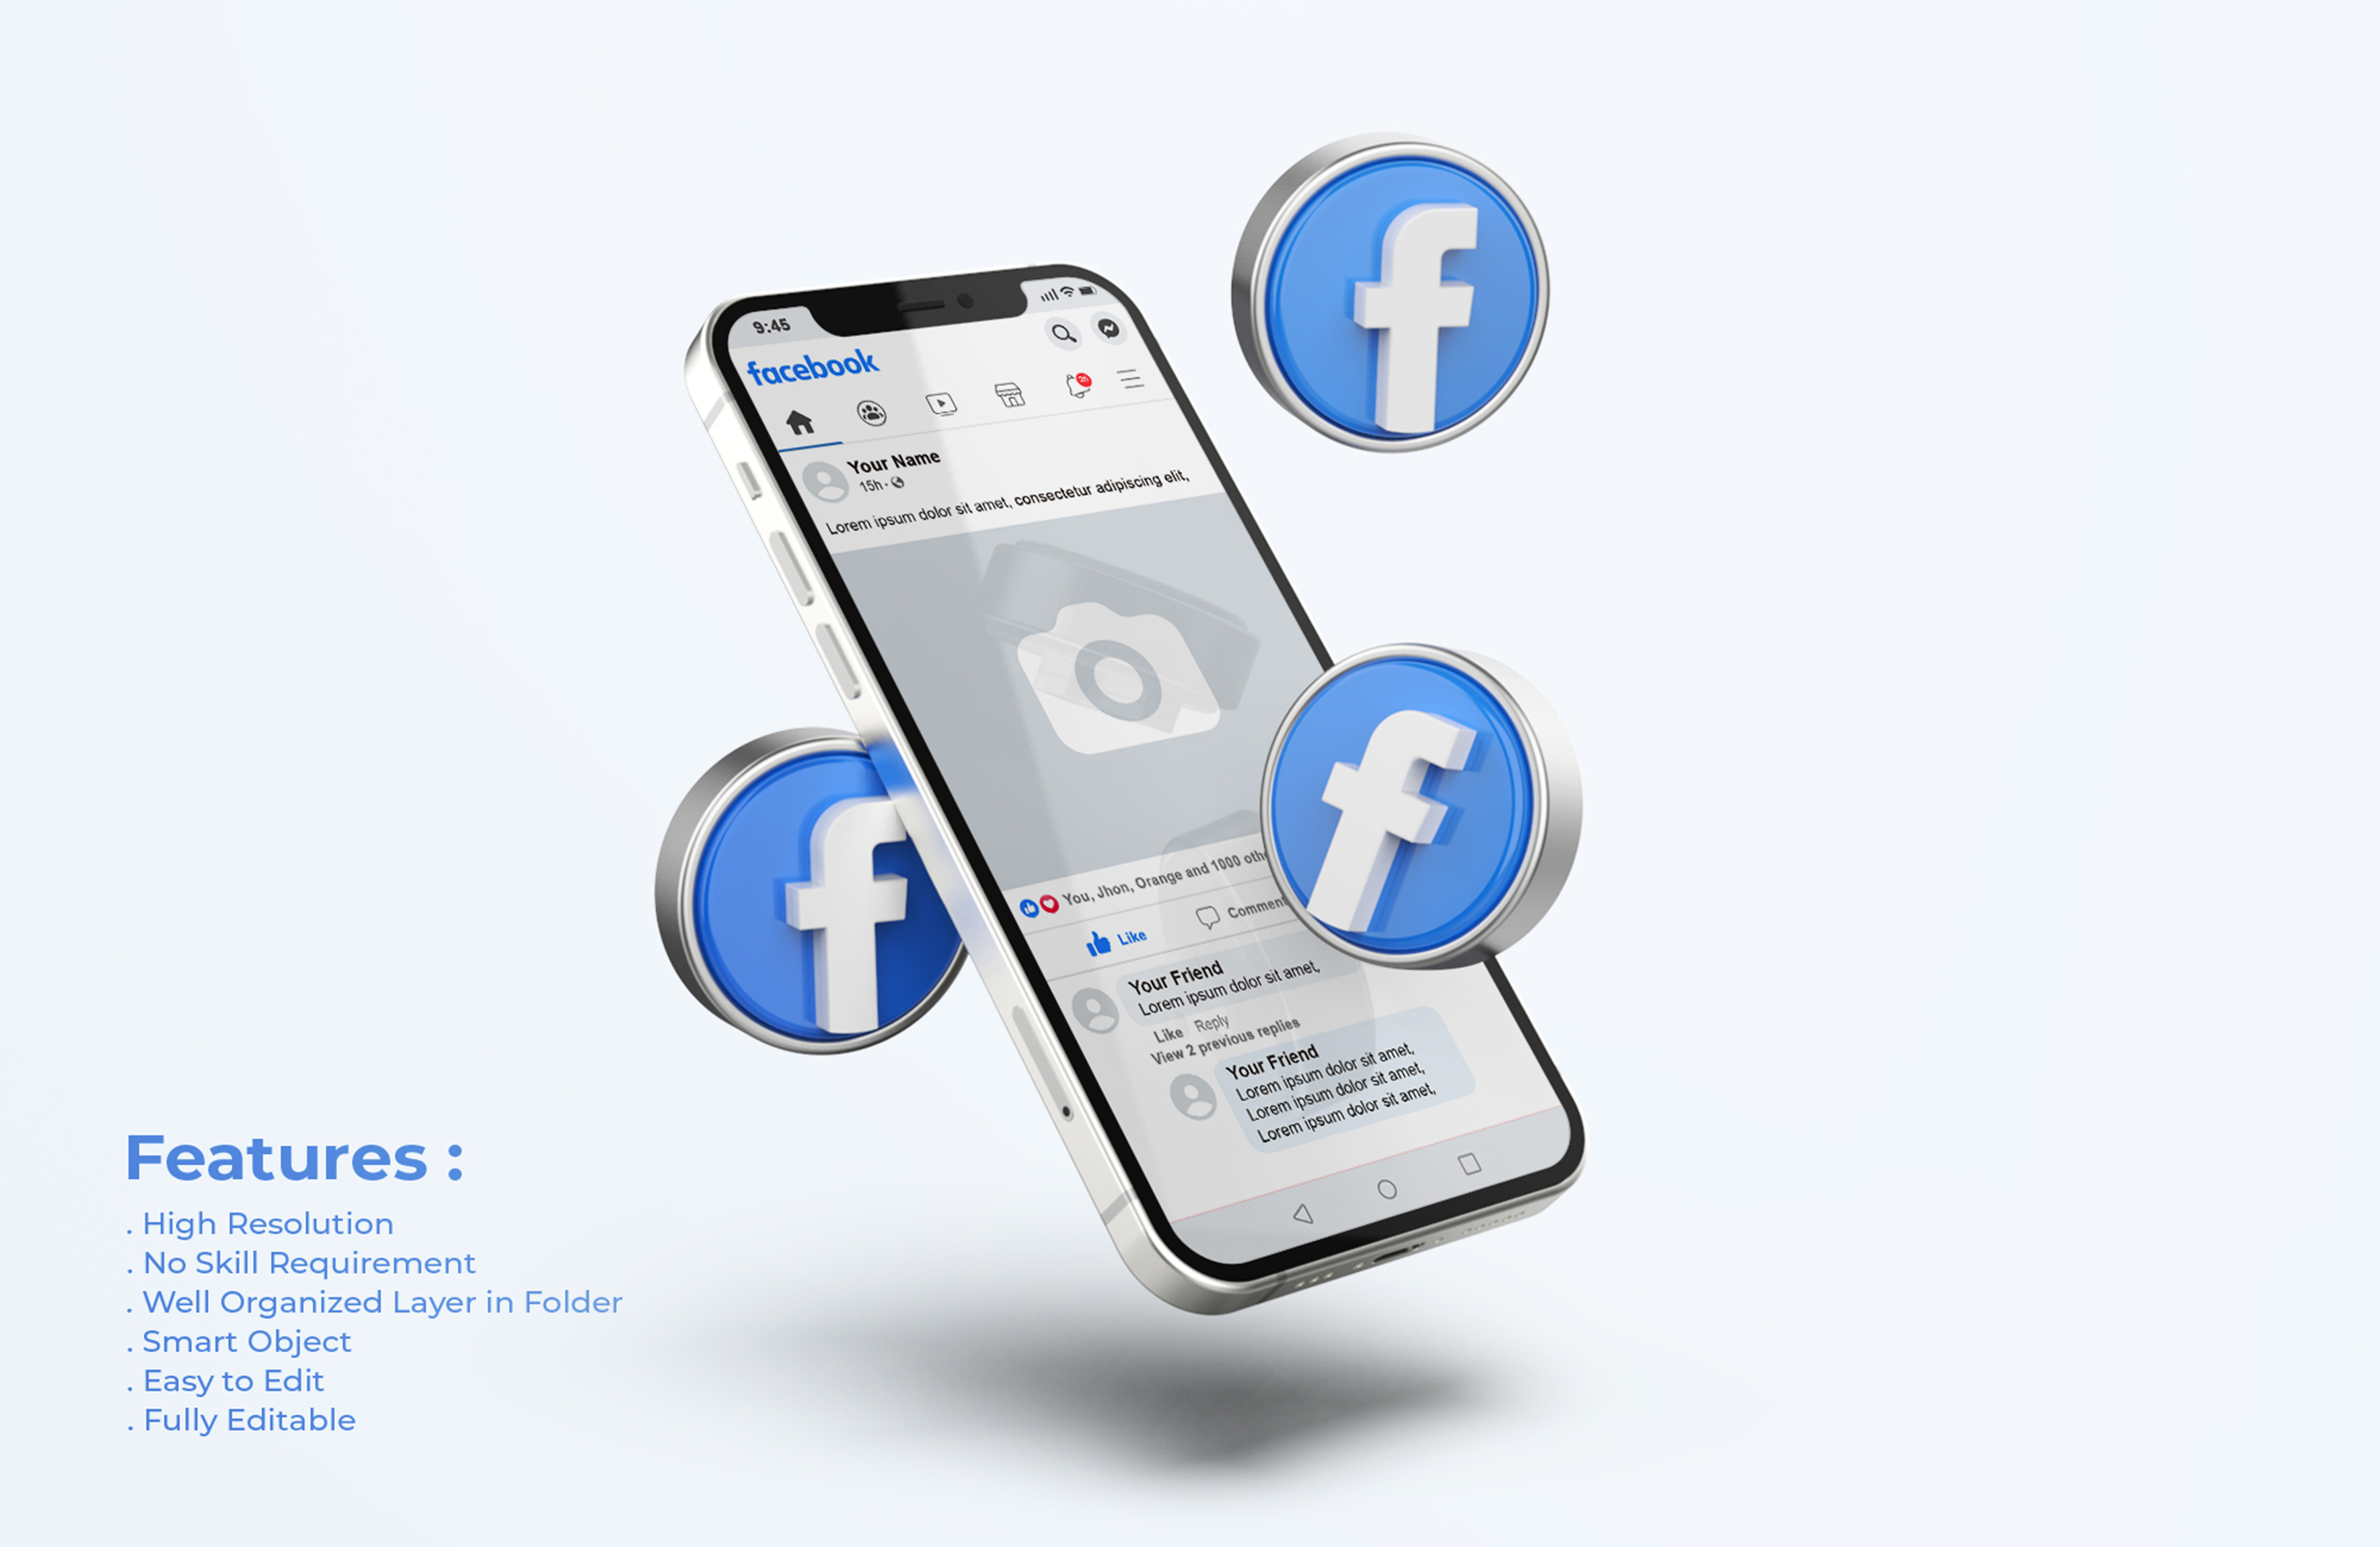 9:45
facebook
Your Name
15h ·
Lorem ipsum dolor sit amet, consectetur adipiscing elit,
You, Jhon, Orange and 1000
Like
Comment
Your Friend
Lorem ipsum dolor sit amet,
Like Reply
View 2 previous replies
Your Friend
Lorem ipsum dolor sit amet,
Lorem ipsum dolor sit amet,
Lorem ipsum dolor sit amet,
Features :
. High Resolution
. No Skill Requirement
. Well Organized Layer in Folder
. Smart Object
. Easy to Edit
. Fully Editable